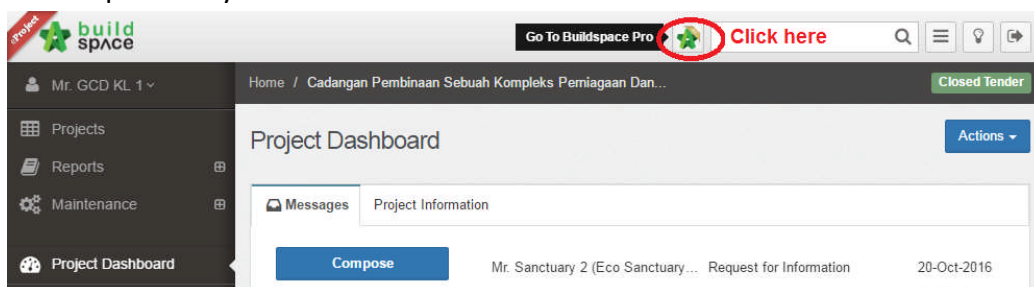 eProject
build
space
Go To Buildspace Pro
Click here
Mr. GCD KL 1
Home / Cadangan Pembinaan Sebuah Kompleks Perniagaan Dan...
Closed Tender
Projects
Reports
Maintenance
Project Dashboard
Project Dashboard
Actions
Messages
Project Information
Compose
Mr. Sanctuary 2 (Eco Sanctuary... Request for Information 20-Oct-2016